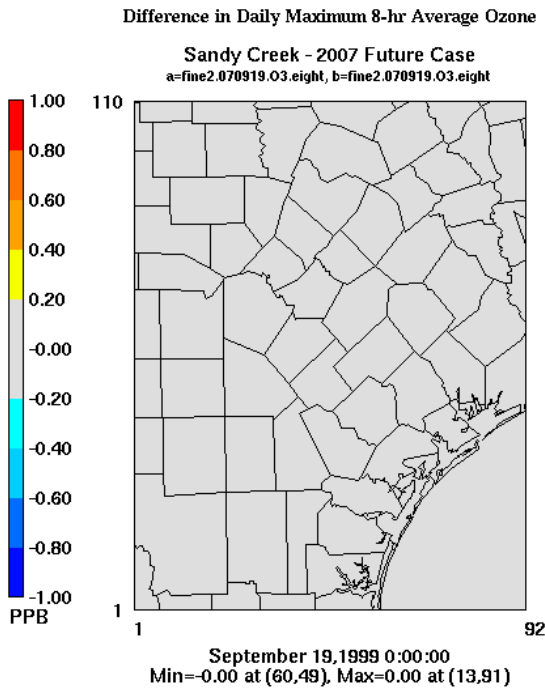 Difference in Daily Maximum 8-hr Average Ozone
Sandy Creek - 2007 Future Case
a=fine2.070919.O3.eight, b=fine2.070919.O3.eight
1.00
0.80
0.60
0.40
0.20
-0.00
-0.20
-0.40
-0.60
-0.80
-1.00
PPB
110
1
1
92
September 19,1999 0:00:00
Min=-0.00 at (60,49), Max=0.00 at (13,91)